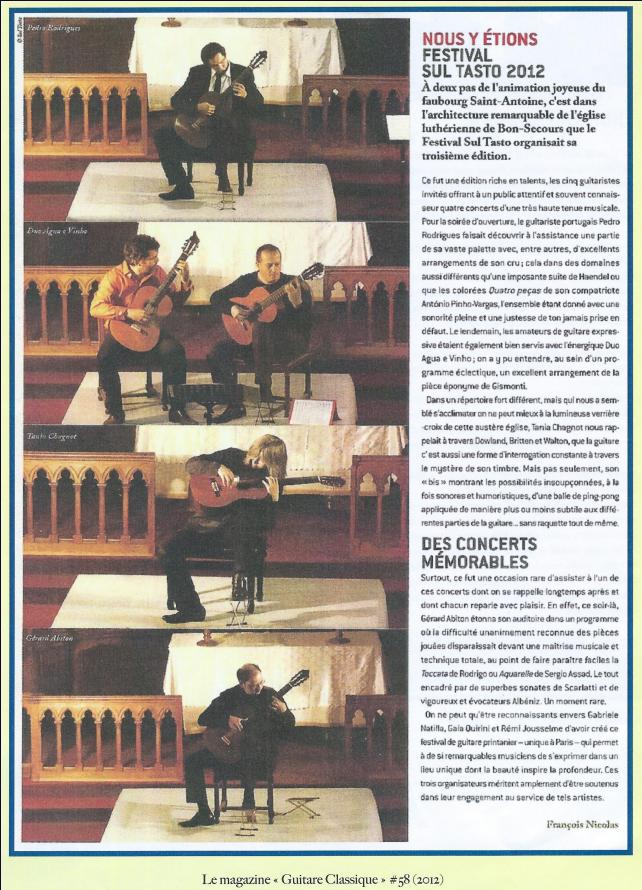 © Sul Tasto
Pedro Rodrigues
Duo Agua e Vinho
Tania Chagnot
Gérard Abiton
NOUS Y ÉTIONS
FESTIVAL
SUL TASTO 2012
À deux pas de l'animation joyeuse du
faubourg Saint-Antoine, c'est dans
l'architecture remarquable de l'église
luthérienne de Bon-Secours que le
Festival Sul Tasto organisait sa
troisième édition.
Ce fut une édition riche en talents, les cinq guitaristes
invités offrant à un public attentif et souvent connais-
seur quatre concerts d'une très haute tenue musicale.
Pour la soirée d'ouverture, le guitariste portugais Pedro
Rodrigues faisait découvrir à l'assistance une partie
de sa vaste palette avec, entre autres, d'excellents
arrangements de son cru ; cela dans des domaines
aussi différents qu'une imposante suite de Haendel ou
que les colorées Quatro peças de son compatriote
António Pinho-Vargas, l'ensemble étant donné avec une
sonorité pleine et une justesse de ton jamais prise en
défaut. Le lendemain, les amateurs de guitare expres-
sive étaient également bien servis avec l'énergique Duo
Agua e Vinho ; on a y pu entendre, au sein d'un pro-
gramme éclectique, un excellent arrangement de la
pièce éponyme de Gismonti.
Dans un répertoire fort différent, mais qui nous a sem-
blé s'acclimater on ne peut mieux à la lumineuse verrière
-croix de cette austère église, Tania Chagnot nous rap-
pelait à travers Dowland, Britten et Walton, que la guitare
c'est aussi une forme d'interrogation constante à travers
le mystère de son timbre. Mais pas seulement, son
« bis » montrant les possibilités insoupçonnées, à la
fois sonores et humoristiques, d'une balle de ping-pong
appliquée de manière plus ou moins subtile aux diffé-
rentes parties de la guitare... sans raquette tout de même.
DES CONCERTS
MÉMORABLES
Surtout, ce fut une occasion rare d'assister à l'un de
ces concerts dont on se rappelle longtemps après et
dont chacun reparle avec plaisir. En effet, ce soir-là,
Gérard Abiton étonna son auditoire dans un programme
où la difficulté unanimement reconnue des pièces
jouées disparaissait devant une maîtrise musicale et
technique totale, au point de faire paraître faciles la
Toccata de Rodrigo ou Aquarelle de Sergio Assad. Le tout
encadré par de superbes sonates de Scarlatti et de
vigoureux et évocateurs Albéniz. Un moment rare.
On ne peut qu'être reconnaissants envers Gabriele
Natilla, Gaïa Quirini et Rémi Jousselme d'avoir créé ce
festival de guitare printanier – unique à Paris – qui permet
à de si remarquables musiciens de s'exprimer dans un
lieu unique dont la beauté inspire la profondeur. Ces
trois organisateurs méritent amplement d'être soutenus
dans leur engagement au service de tels artistes.
François Nicolas
Le magazine « Guitare Classique » #58 (2012)